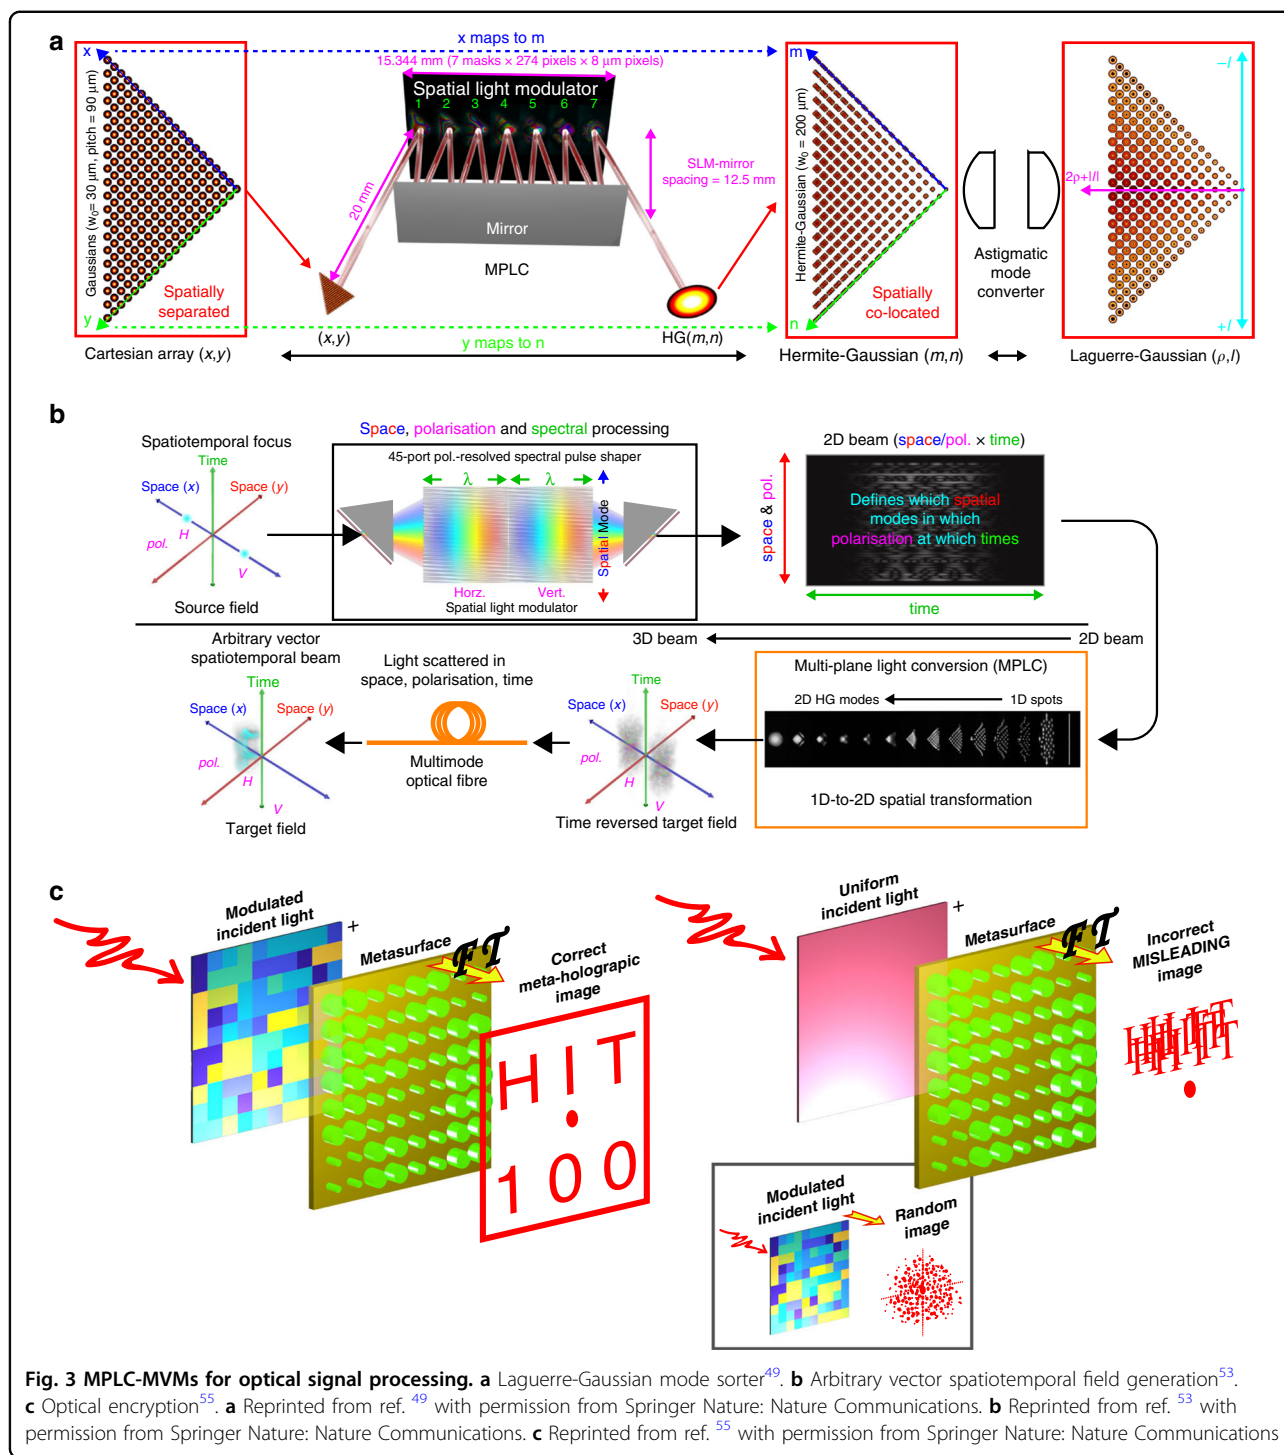 a
x
x maps to m
15.344 mm (7 masks × 274 pixels × 8 μm pixels)
Spatial light modulator
1 2 3 4 5 6 7
Gaussians (w₀= 30 μm, pitch = 90 μm)
20 mm
SLM-mirror
spacing = 12.5 mm
Mirror
MPLC
Spatially
separated
y
Cartesian array (x,y)
(x,y)
y maps to n
HG(m,n)
m
Hermite-Gaussian (w₀ = 200 μm)
Spatially
co-located
n
Hermite-Gaussian (m,n)
Astigmatic
mode
converter
–l
2ρ+l/l
+l
Laguerre-Gaussian (ρ,l)
b
Spatiotemporal focus
Time
Space (x)
Space (y)
pol.
H
V
Source field
Space, polarisation and spectral processing
45-port pol.-resolved spectral pulse shaper
λ λ
Spatial Mode
Horz. Vert.
Spatial light modulator
2D beam (space/pol. × time)
space & pol.
Defines which spatial
modes in which
polarisation at which times
time
Arbitrary vector
spatiotemporal beam
Time
Space (x)
Space (y)
pol.
H
V
Target field
Light scattered in
space, polarisation, time
Multimode
optical fibre
3D beam
2D beam
Time
Space (x)
Space (y)
pol.
H
V
Time reversed target field
Multi-plane light conversion (MPLC)
2D HG modes
1D spots
1D-to-2D spatial transformation
c
Modulated
incident light
+
Metasurface
FT
Correct
meta-holograpic
image
H I T
100
Uniform
incident light
+
Metasurface
FT
Incorrect
MISLEADING
image
Modulated
incident light
Random
image
Fig. 3 MPLC-MVMs for optical signal processing. a Laguerre-Gaussian mode sorter⁴⁹. b Arbitrary vector spatiotemporal field generation⁵³.
c Optical encryption⁵⁵. a Reprinted from ref. ⁴⁹ with permission from Springer Nature: Nature Communications. b Reprinted from ref. ⁵³ with
permission from Springer Nature: Nature Communications. c Reprinted from ref. ⁵⁵ with permission from Springer Nature: Nature Communications